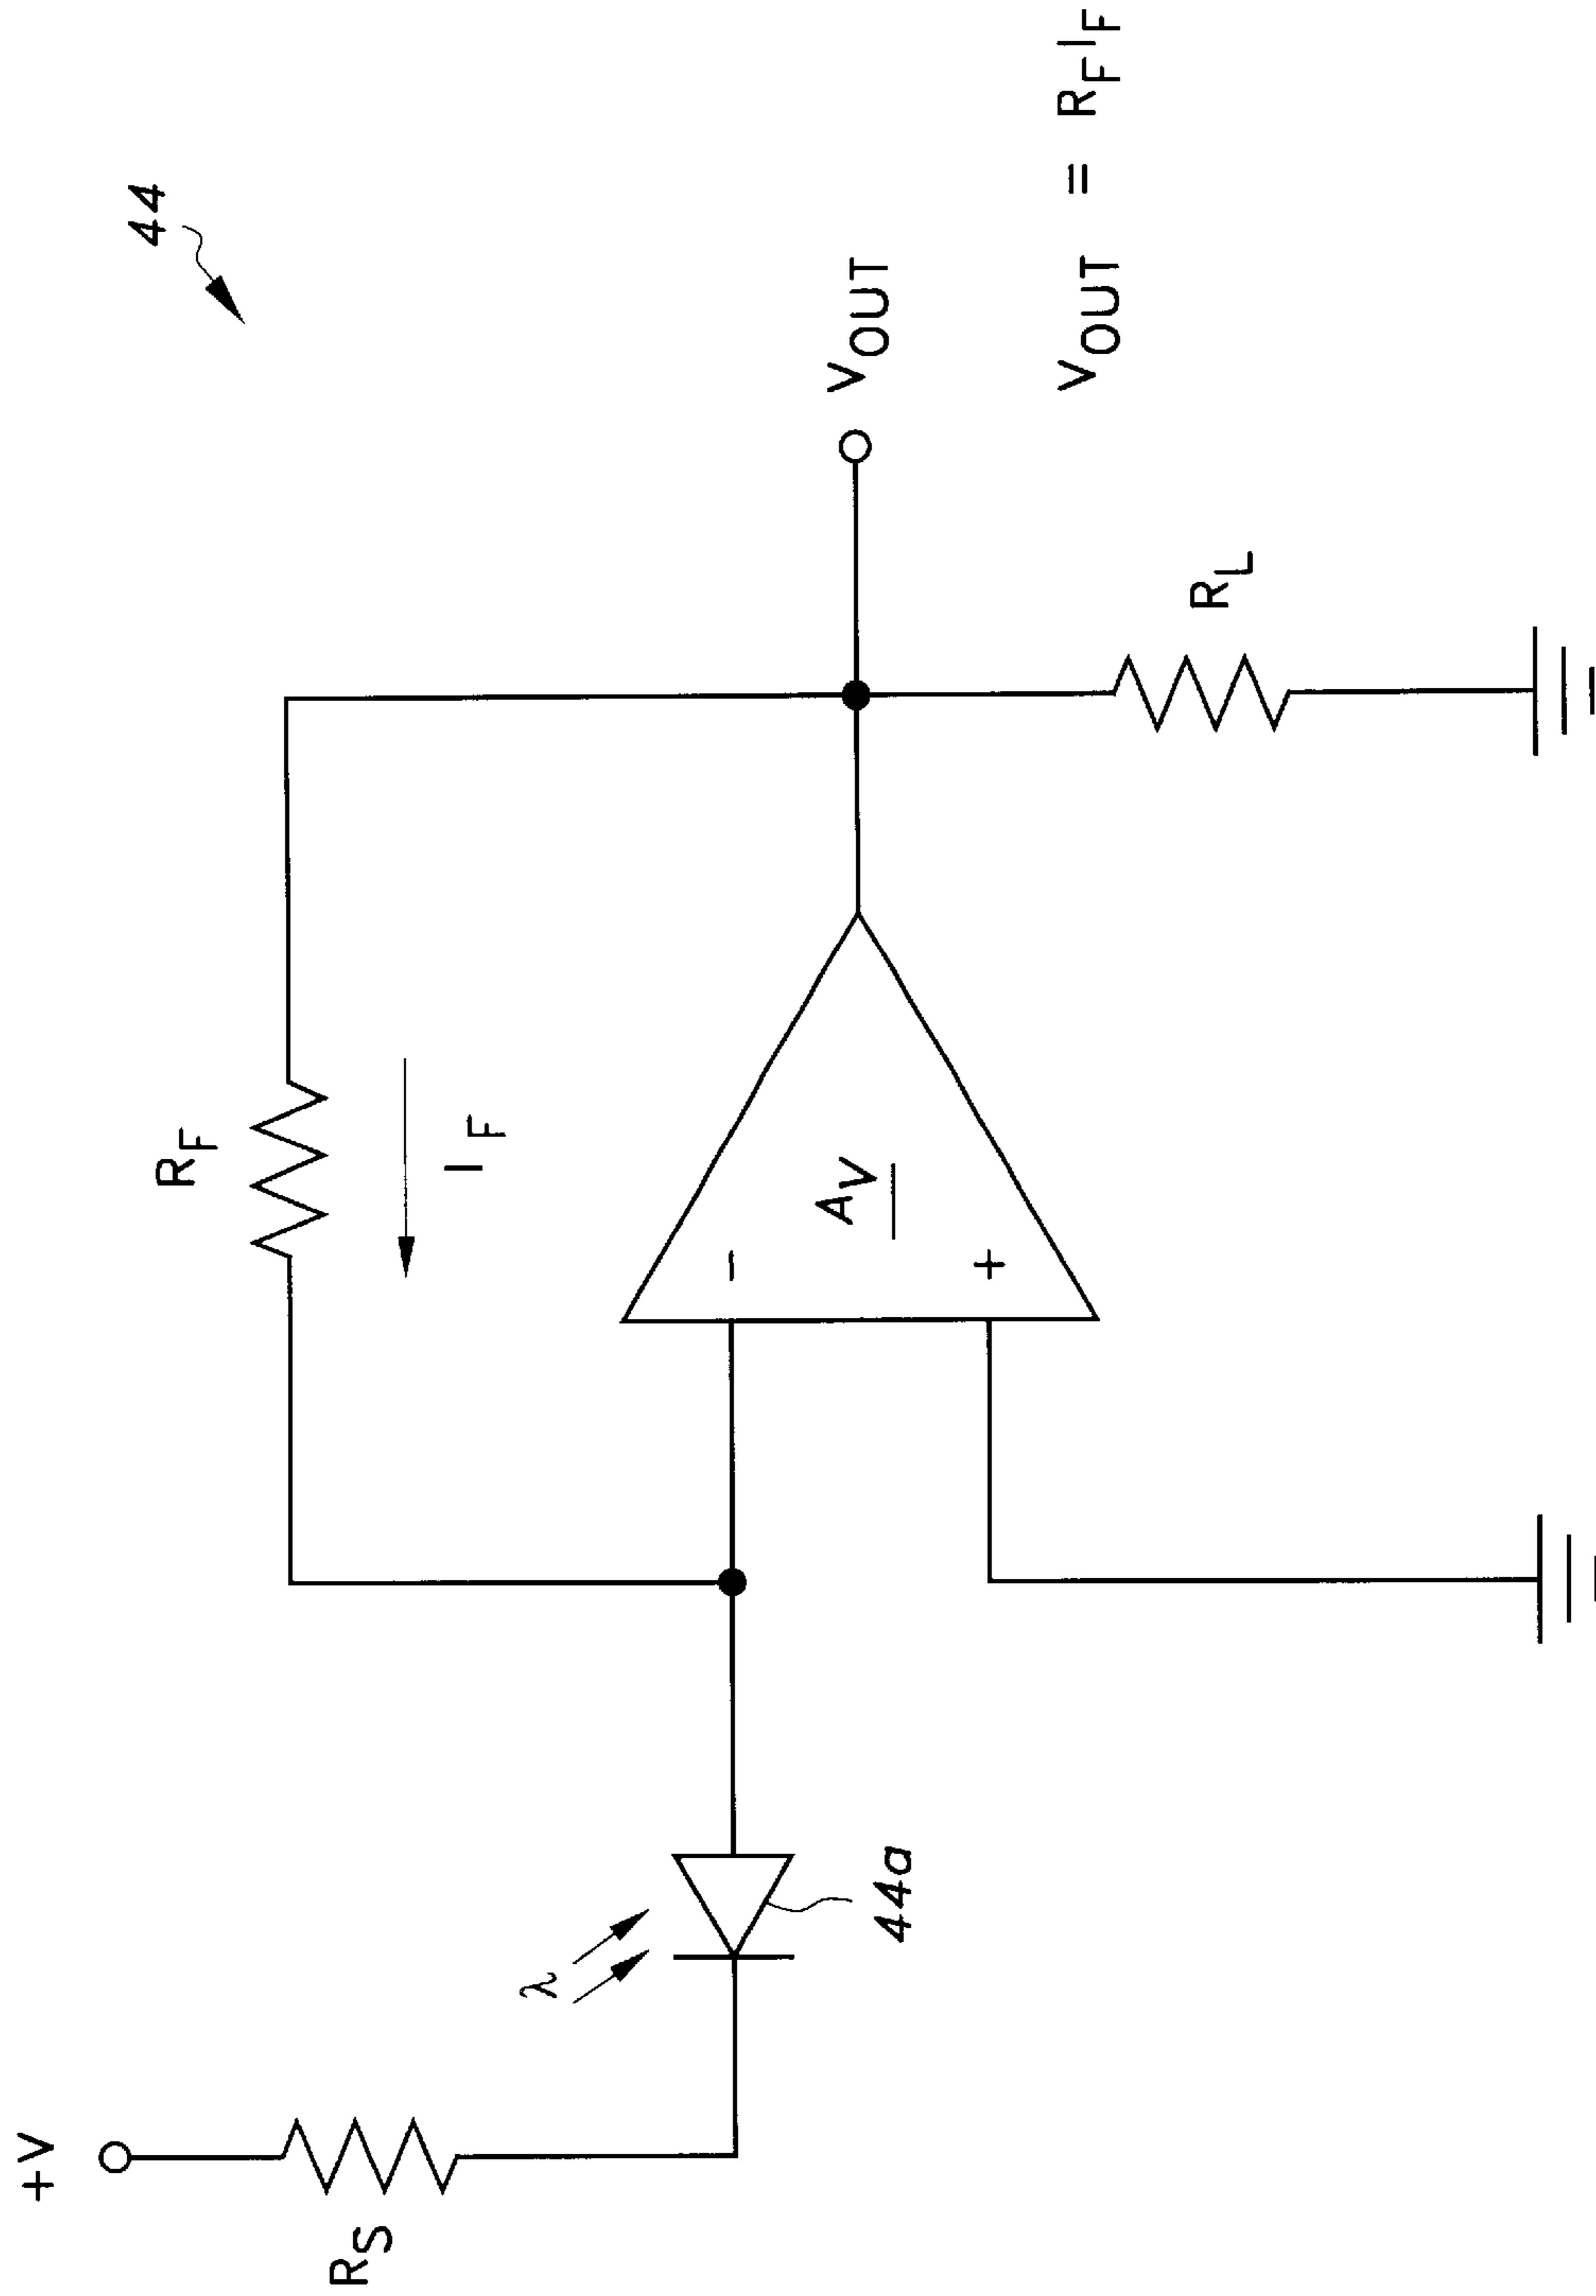 44
R_F
I_F
+V
R_S
λ
44a
-
A_V
+
V_OUT
V_OUT = R_F I_F
R_L